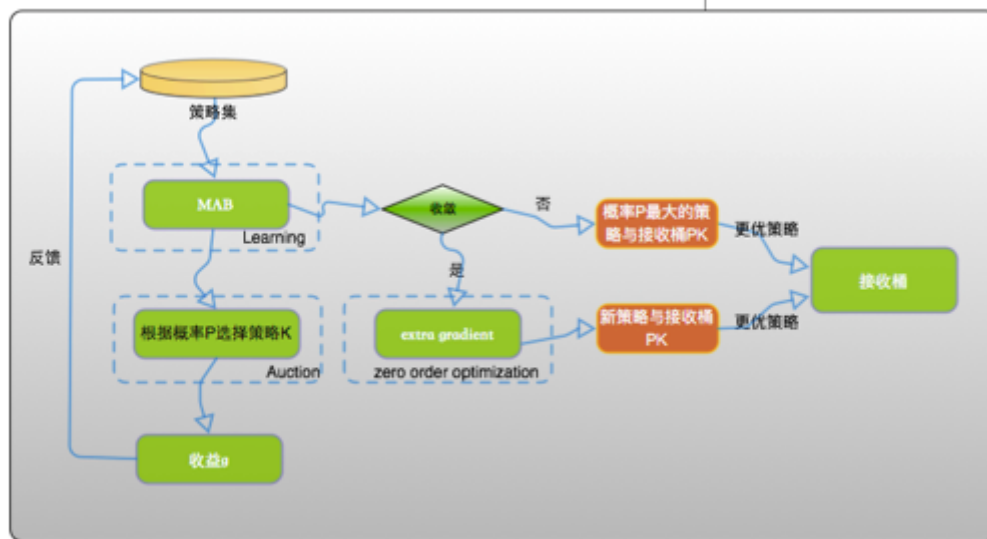 策略集
MAB
Learning
收敛
否
概率P最大的策
略与接收桶PK
更优策略
接收桶
反馈
是
根据概率P选择策略K
Auction
extra gradient
zero order optimization
新策略与接收桶
PK
更优策略
收益g